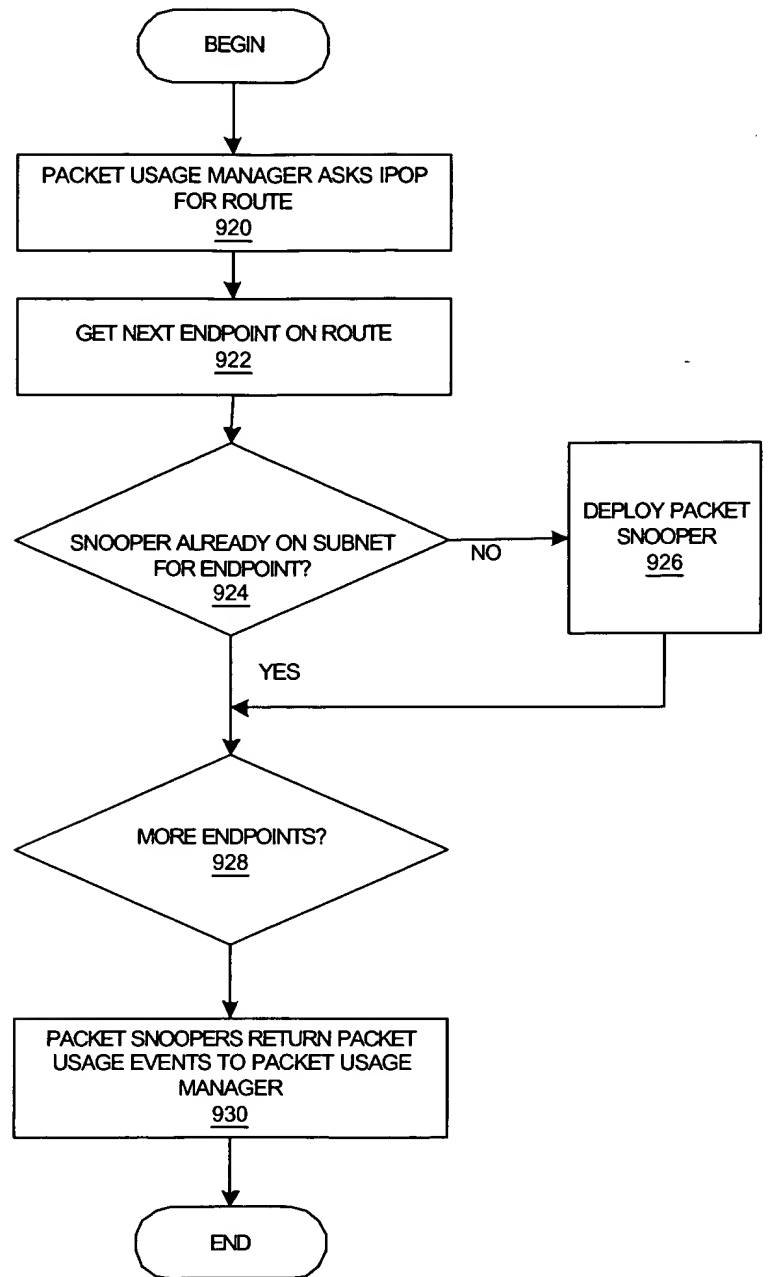 BEGIN
PACKET USAGE MANAGER ASKS IPOP
FOR ROUTE
920
GET NEXT ENDPOINT ON ROUTE
922
SNOOPER ALREADY ON SUBNET
FOR ENDPOINT?
924
NO
DEPLOY PACKET
SNOOPER
926
YES
MORE ENDPOINTS?
928
PACKET SNOOPERS RETURN PACKET
USAGE EVENTS TO PACKET USAGE
MANAGER
930
END